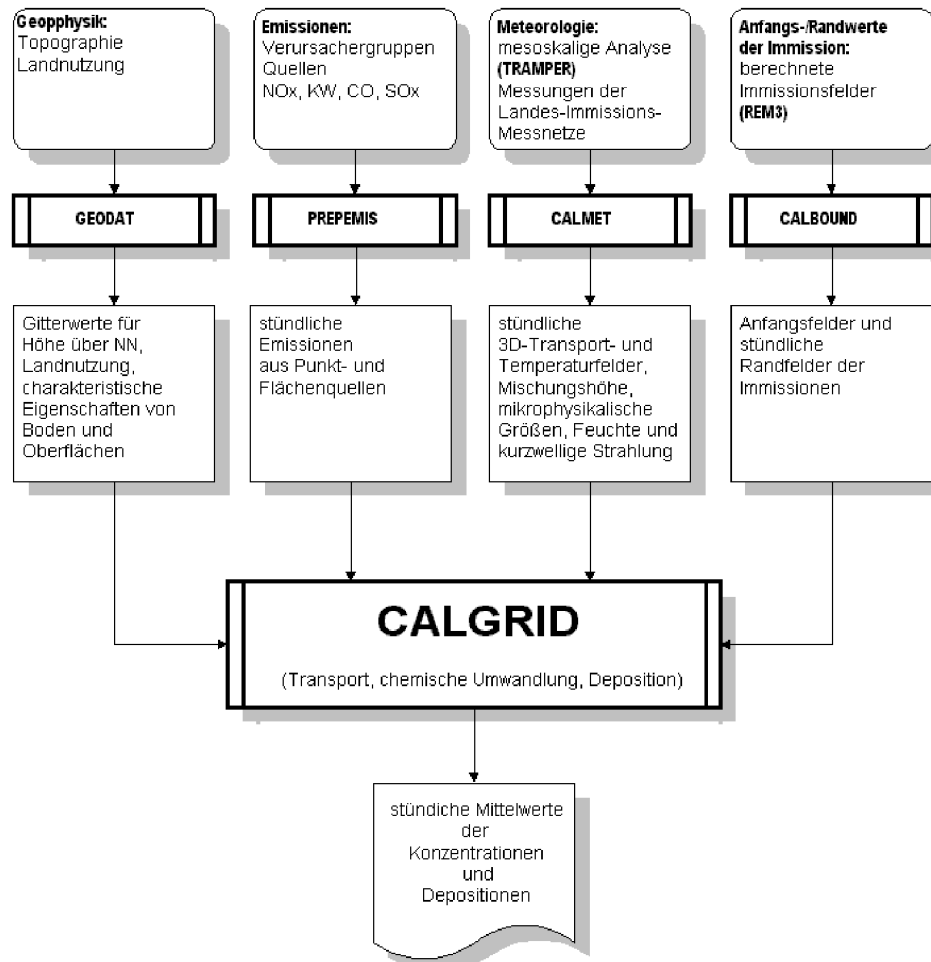 Geopphysik:
Topographie
Landnutzung
Emissionen:
Verursachergruppen
Quellen
NOx, KW, CO, SOx
Meteorologie:
mesoskalige Analyse
(TRAMPER)
Messungen der
Landes-Immissions-
Messnetze
Anfangs-/Randwerte
der Immission:
berechnete
Immissionsfelder
(REM3)
GEODAT
PREPEMIS
CALMET
CALBOUND
Gitterwerte für
Höhe über NN,
Landnutzung,
charakteristische
Eigenschaften von
Boden und
Oberflächen
stündliche
Emissionen
aus Punkt- und
Flächenquellen
stündliche
3D-Transport- und
Temperaturfelder,
Mischungshöhe,
mikrophysikalische
Größen, Feuchte und
kurzwellige Strahlung
Anfangsfelder und
stündliche
Randfelder der
Immissionen
CALGRID
(Transport, chemische Umwandlung, Deposition)
stündiche Mittelwerte
der
Konzentrationen
und
Depositionen